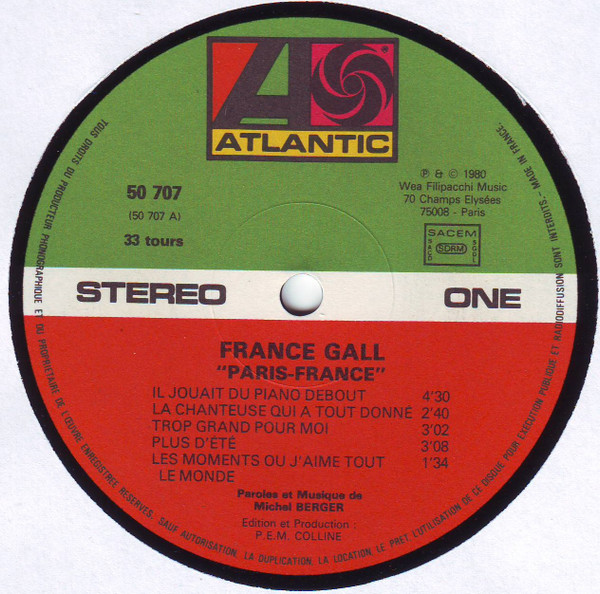 ATLANTIC
50 707
(50 707 A)
33 tours
℗ & © 1980
Wea Filipacchi Music
70 Champs Elysées
75008 - Paris
SACEM
SACD
SDRM
SGDL
STEREO
ONE
FRANCE GALL
"PARIS-FRANCE"
IL JOUAIT DU PIANO DEBOUT 4'30
LA CHANTEUSE QUI A TOUT DONNÉ 2'40
TROP GRAND POUR MOI 3'02
PLUS D'ÉTÉ 3'08
LES MOMENTS OU J'AIME TOUT 1'34
LE MONDE
Paroles et Musique de
Michel BERGER
Edition et Production :
P.E.M. COLLINE
TOUS DROITS DU PRODUCTEUR PHONOGRAPHIQUE ET DU PROPRIETAIRE DE L'ŒUVRE ENREGISTREE RESERVES. SAUF AUTORISATION, LA DUPLICATION, LA LOCATION, LE PRET, L'UTILISATION DE CE DISQUE POUR EXECUTION PUBLIQUE ET RADIODIFFUSION SONT INTERDITS. - MADE IN FRANCE.